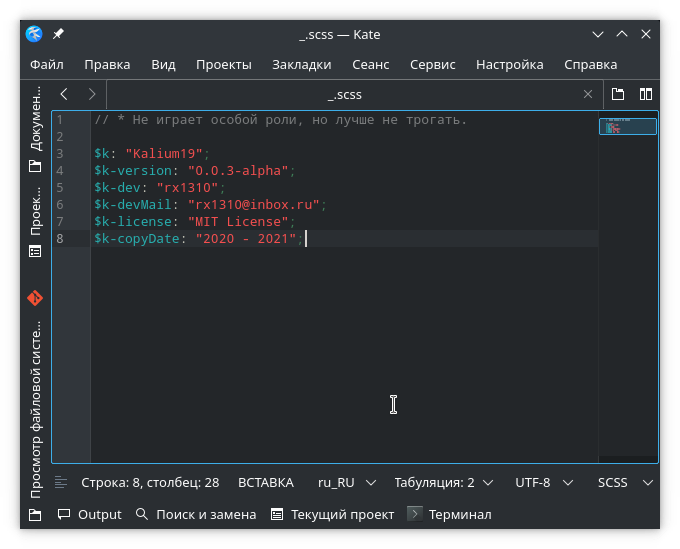 _.scss — Kate
Файл Правка Вид Проекты Закладки Сеанс Сервис Настройка Справка
_.scss
Докумен...
Проек...
Просмотр файловой систе...
1 // * Не играет особой роли, но лучше не трогать.
2
3 $k: "Kalium19";
4 $k-version: "0.0.3-alpha";
5 $k-dev: "rx1310";
6 $k-devMail: "rx1310@inbox.ru";
7 $k-license: "MIT License";
8 $k-copyDate: "2020 - 2021";
Строка: 8, столбец: 28 ВСТАВКА ru_RU Табуляция: 2 UTF-8 SCSS
Output Поиск и замена Текущий проект Терминал